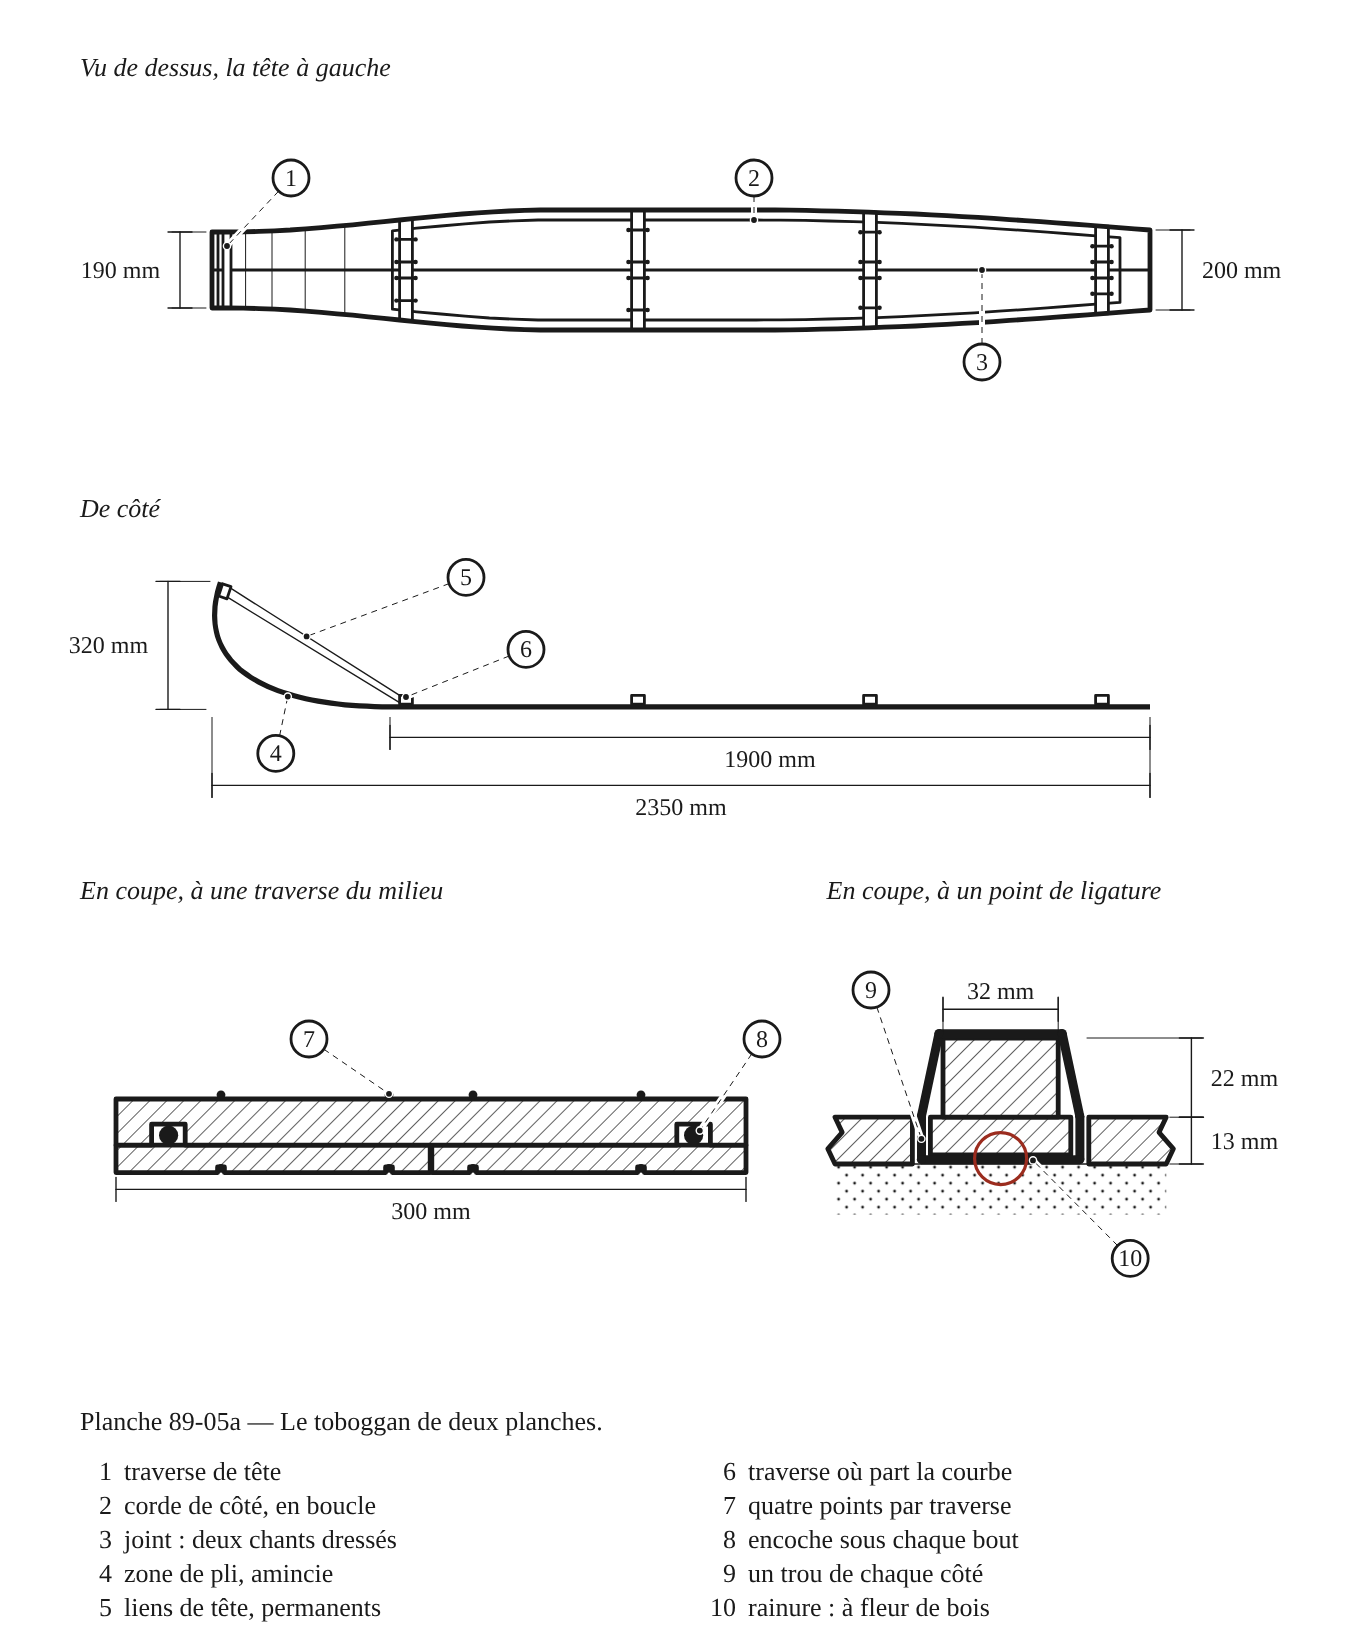 Vu de dessus, la tête à gauche
1
2
190 mm
200 mm
3
De côté
5
320 mm
6
4
1900 mm
2350 mm
En coupe, à une traverse du milieu
En coupe, à un point de ligature
9
32 mm
7
8
22 mm
13 mm
300 mm
10
Planche 89-05a — Le toboggan de deux planches.
1 traverse de tête
2 corde de côté, en boucle
3 joint : deux chants dressés
4 zone de pli, amincie
5 liens de tête, permanents
6 traverse où part la courbe
7 quatre points par traverse
8 encoche sous chaque bout
9 un trou de chaque côté
10 rainure : à fleur de bois